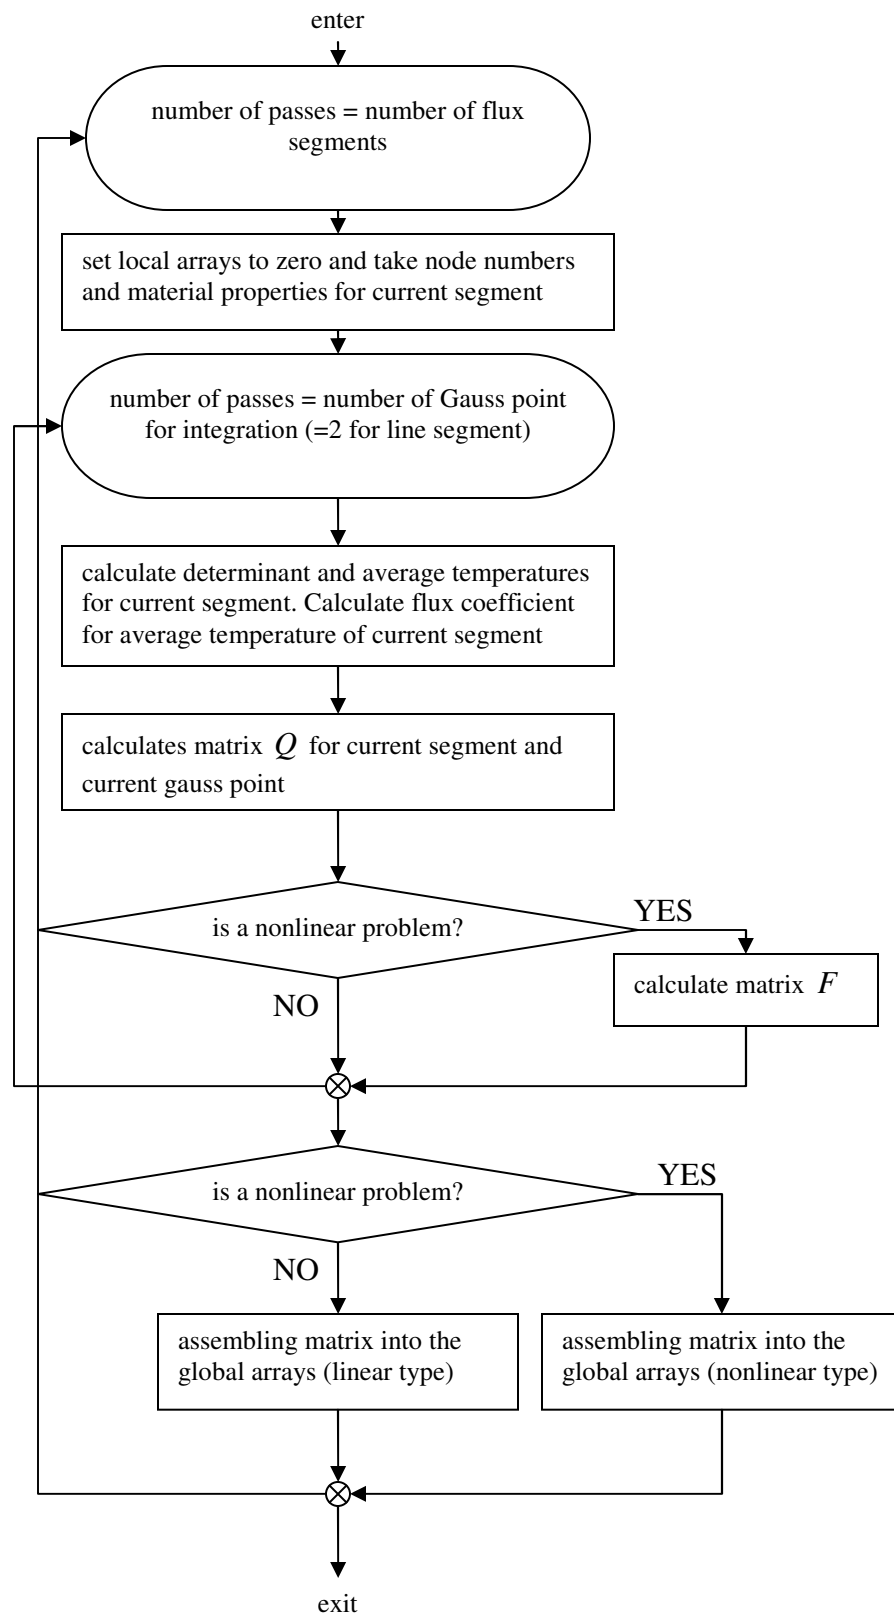 enter
number of passes = number of flux
segments
set local arrays to zero and take node numbers
and material properties for current segment
number of passes = number of Gauss point
for integration (=2 for line segment)
calculate determinant and average temperatures
for current segment. Calculate flux coefficient
for average temperature of current segment
calculates matrix Q for current segment and
current gauss point
is a nonlinear problem?
YES
calculate matrix F
NO
is a nonlinear problem?
YES
NO
assembling matrix into the
global arrays (linear type)
assembling matrix into the
global arrays (nonlinear type)
exit